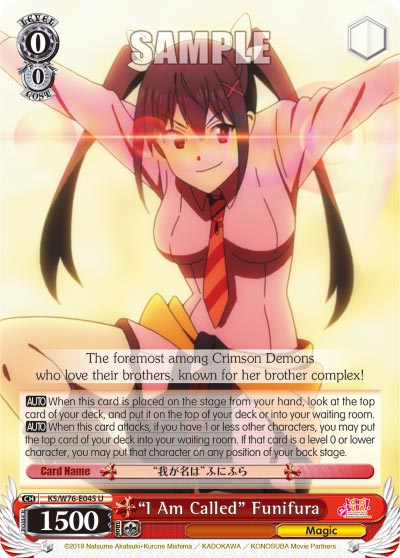 LEVEL
0
0
COST
SAMPLE
The foremost among Crimson Demons
who love their brothers, known for her brother complex!
AUTO When this card is placed on the stage from your hand, look at the top
card of your deck, and put it on the top of your deck or into your waiting room.
AUTO When this card attacks, if you have 1 or less other characters, you may put
the top card of your deck into your waiting room. If that card is a level 0 or lower
character, you may put that character on any position of your back stage.
Card Name
“我が名は”ふにふら
CH KS/W76-E045 U
POWER 1500
“I Am Called” Funifura
Magic
©2019 Natsume Akatsuki・Kurone Mishima / KADOKAWA / KONOSUBA Movie Partners